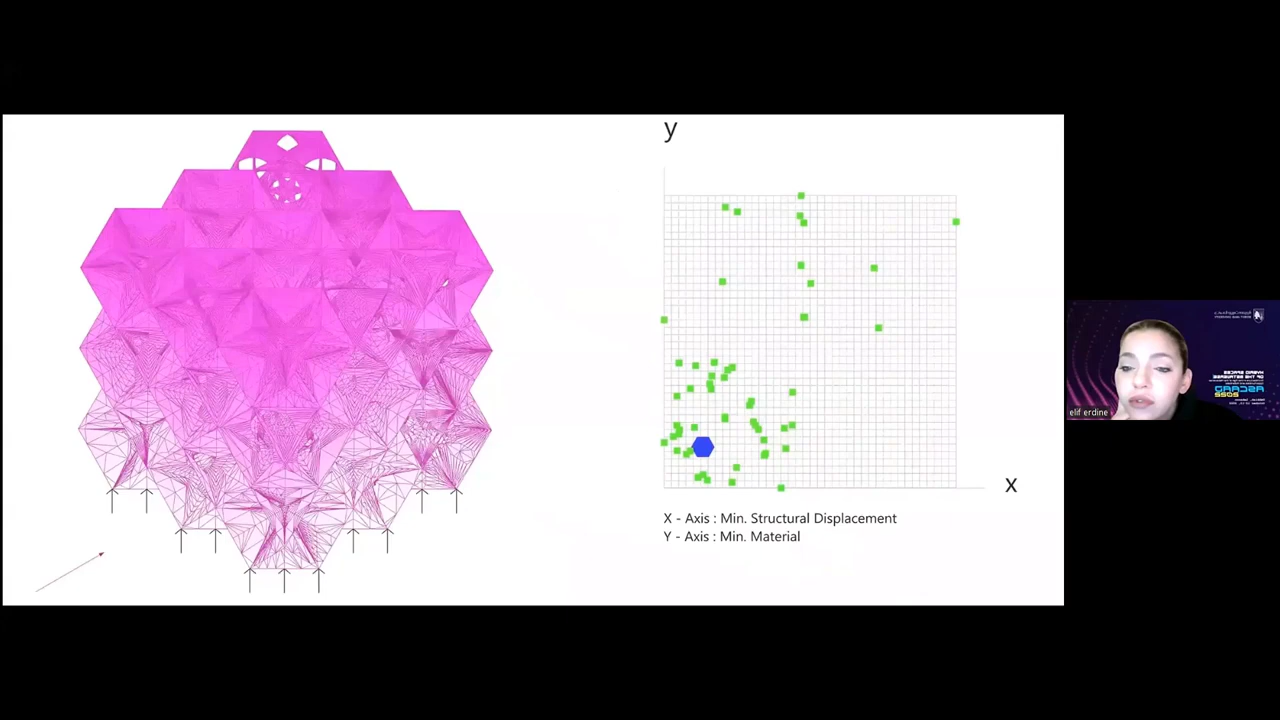 y
x
X - Axis : Min. Structural Displacement
Y - Axis : Min. Material
elif erdine